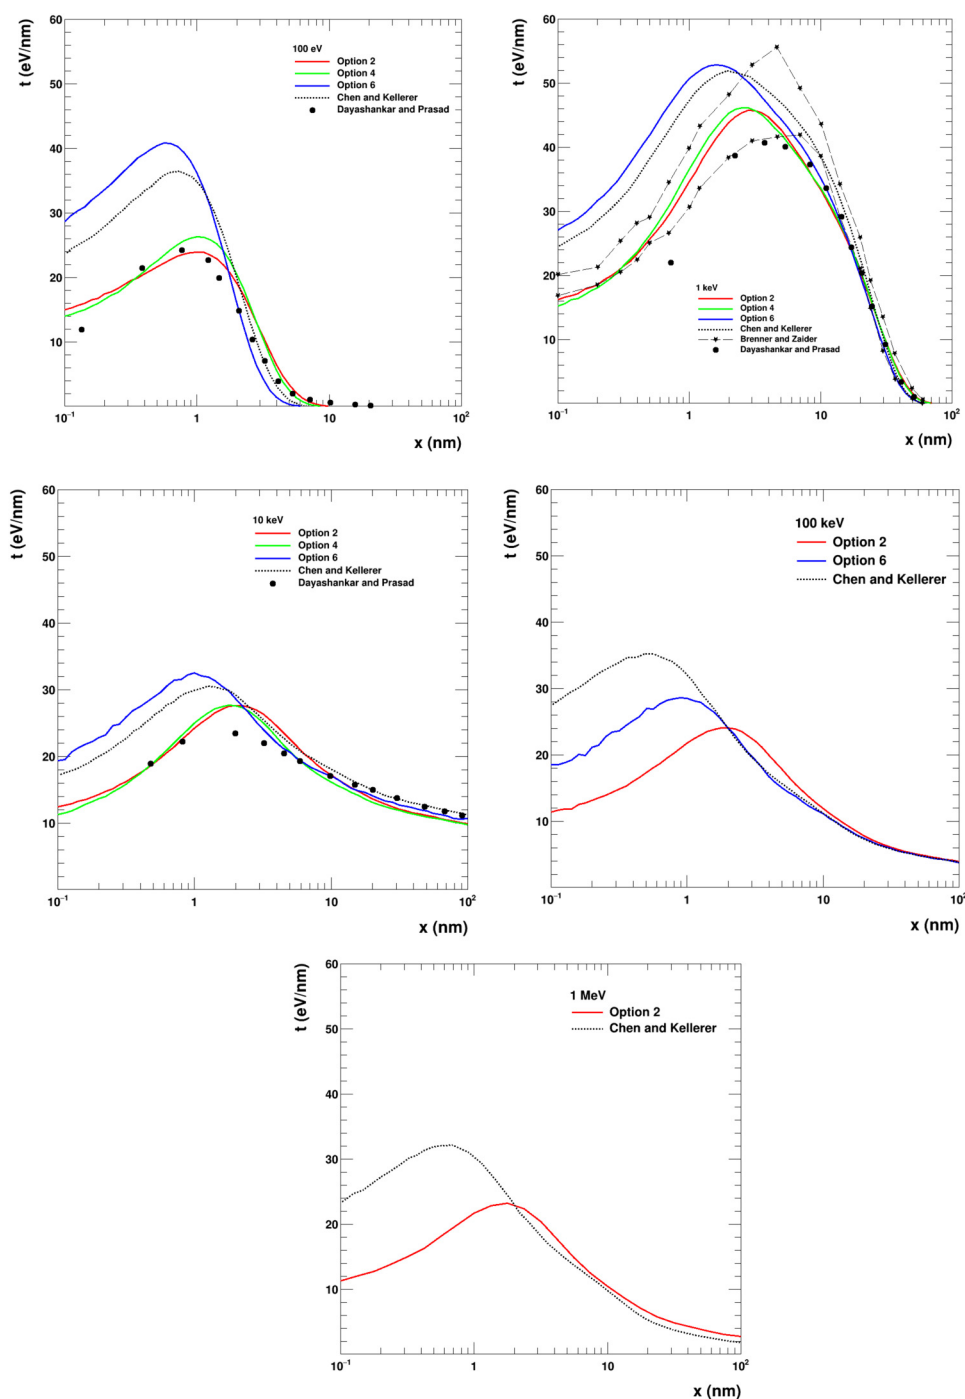 t (eV/nm)
60
50
40
30
20
10
10⁻¹ 1 10 10²
x (nm)
100 eV
Option 2
Option 4
Option 6
Chen and Kellerer
Dayashankar and Prasad
t (eV/nm)
60
50
40
30
20
10
10⁻¹ 1 10 10²
x (nm)
1 keV
Option 2
Option 4
Option 6
Chen and Kellerer
Brenner and Zaider
Dayashankar and Prasad
t (eV/nm)
60
50
40
30
20
10
10⁻¹ 1 10 10²
x (nm)
10 keV
Option 2
Option 4
Option 6
Chen and Kellerer
Dayashankar and Prasad
t (eV/nm)
60
50
40
30
20
10
10⁻¹ 1 10 10²
x (nm)
100 keV
Option 2
Option 6
Chen and Kellerer
t (eV/nm)
60
50
40
30
20
10
10⁻¹ 1 10 10²
x (nm)
1 MeV
Option 2
Chen and Kellerer